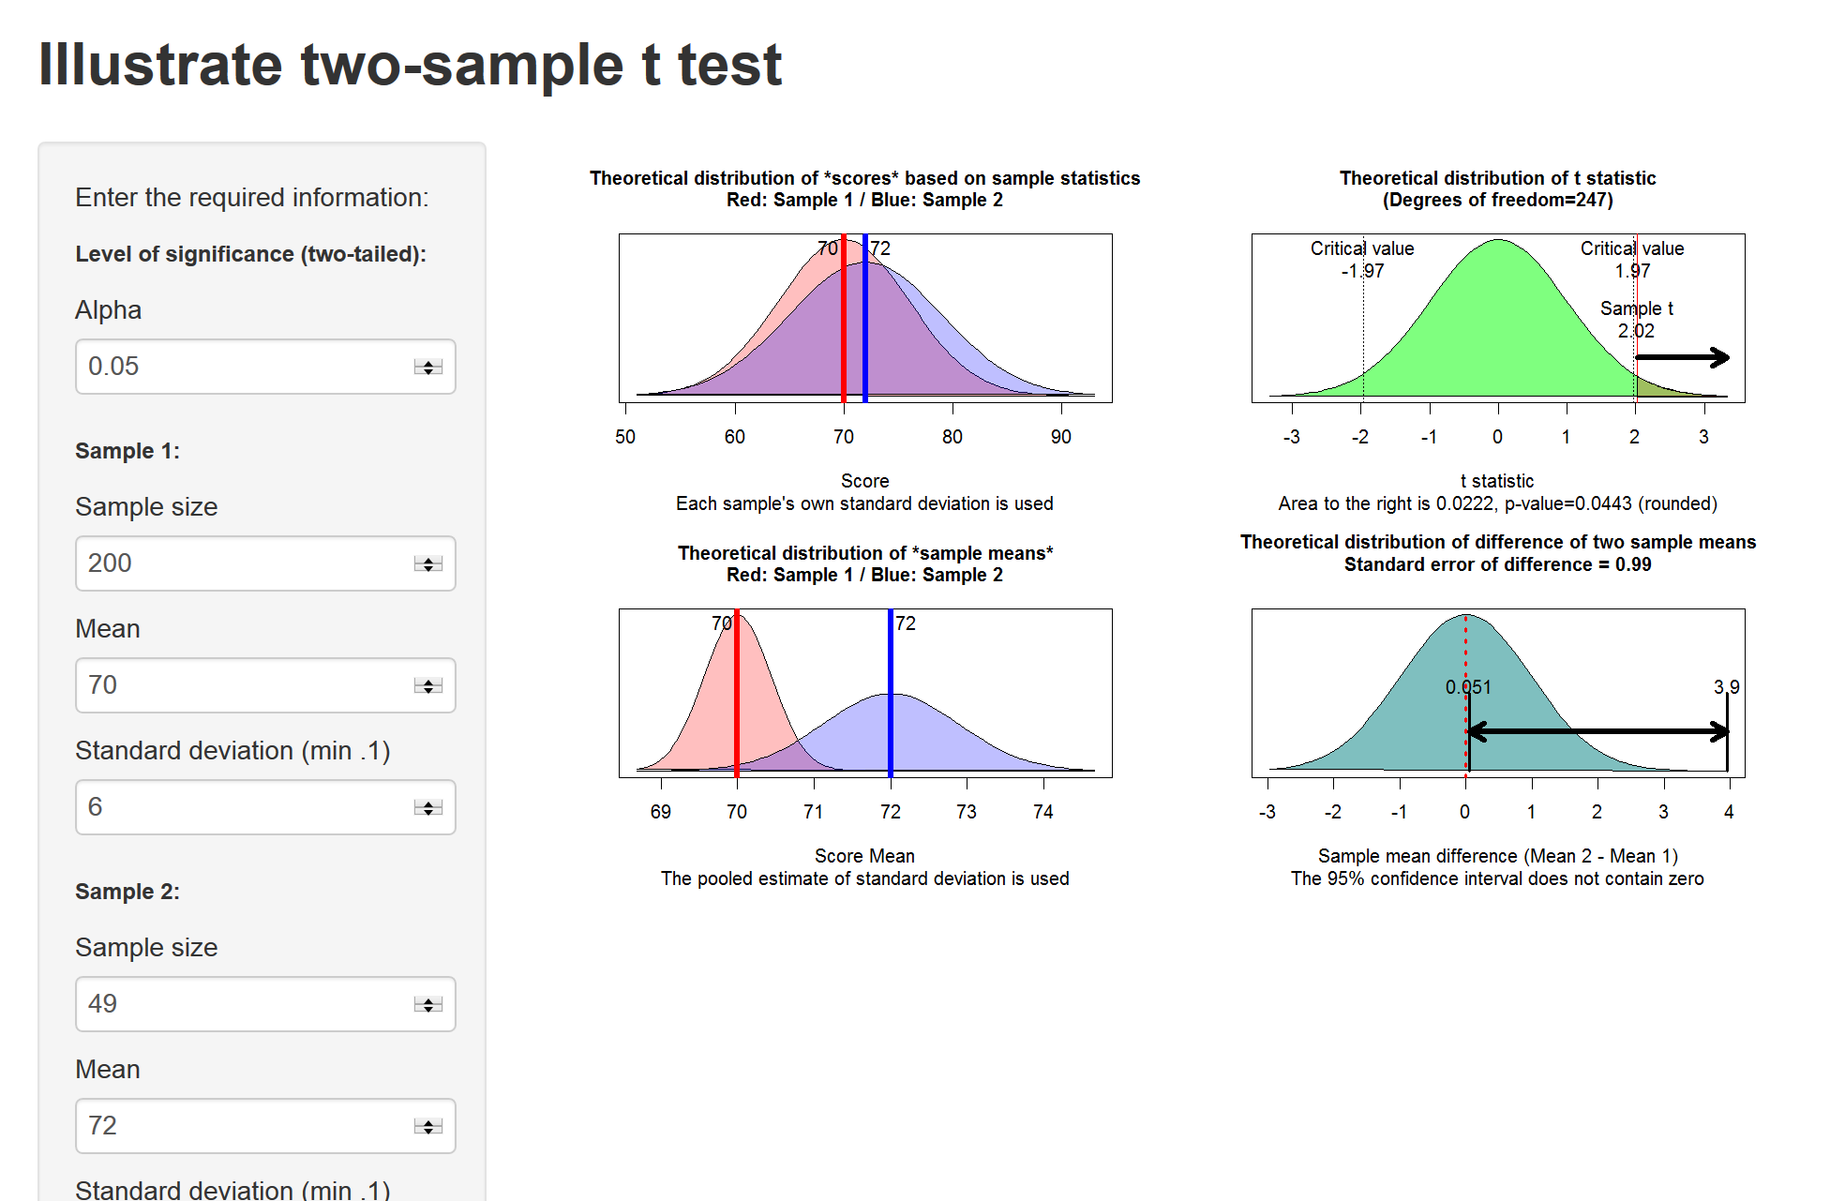 Illustrate two-sample t test
Enter the required information:
Level of significance (two-tailed):
Alpha
0.05
Sample 1:
Sample size
200
Mean
70
Standard deviation (min .1)
6
Sample 2:
Sample size
49
Mean
72
Standard deviation (min .1)
Theoretical distribution of *scores* based on sample statistics
Red: Sample 1 / Blue: Sample 2
70 72
50 60 70 80 90
Score
Each sample's own standard deviation is used
Theoretical distribution of t statistic
(Degrees of freedom=247)
Critical value Critical value
-1.97 1.97
Sample t
2.02
-3 -2 -1 0 1 2 3
t statistic
Area to the right is 0.0222, p-value=0.0443 (rounded)
Theoretical distribution of *sample means*
Red: Sample 1 / Blue: Sample 2
70 72
69 70 71 72 73 74
Score Mean
The pooled estimate of standard deviation is used
Theoretical distribution of difference of two sample means
Standard error of difference = 0.99
0.051 3.9
-3 -2 -1 0 1 2 3 4
Sample mean difference (Mean 2 - Mean 1)
The 95% confidence interval does not contain zero